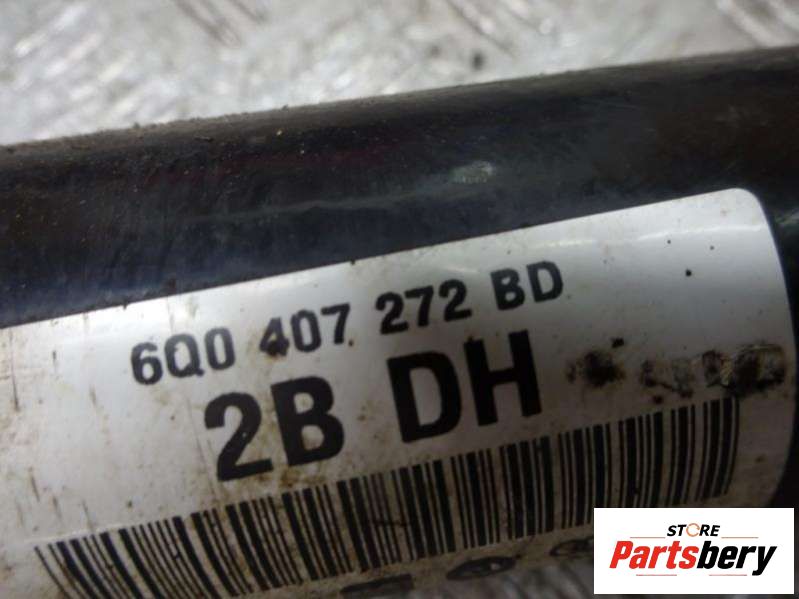 6Q0 407 272 BD
2B DH
STORE
Partsbery